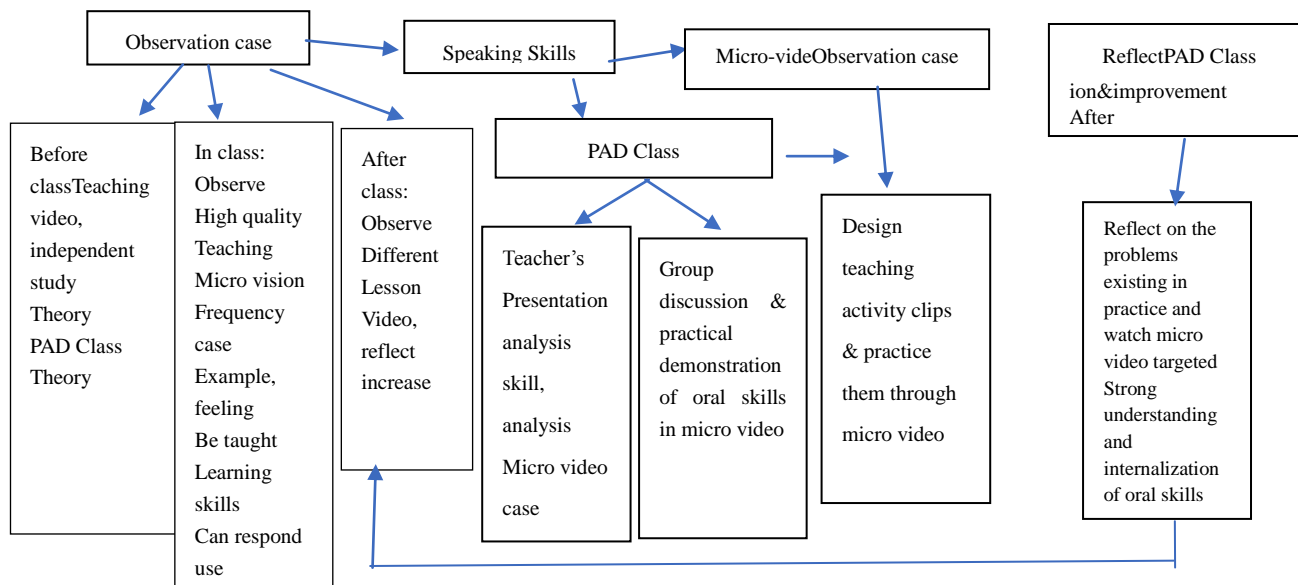 Observation case
Speaking Skills
Micro-videObservation case
ReflectPAD Class
ion&improvement
After
Before
classTeaching
video,
independent
study
Theory
PAD Class
Theory
In class:
Observe
High quality
Teaching
Micro vision
Frequency
case
Example,
feeling
Be taught
Learning
skills
Can respond
use
After
class:
Observe
Different
Lesson
Video,
reflect
increase
PAD Class
Teacher’s
Presentation
analysis
skill,
analysis
Micro video
case
Group
discussion &
practical
demonstration
of oral skills
in micro video
Design
teaching
activity clips
& practice
them through
micro video
Reflect on the
problems
existing in
practice and
watch micro
video targeted
Strong
understanding
and
internalization
of oral skills